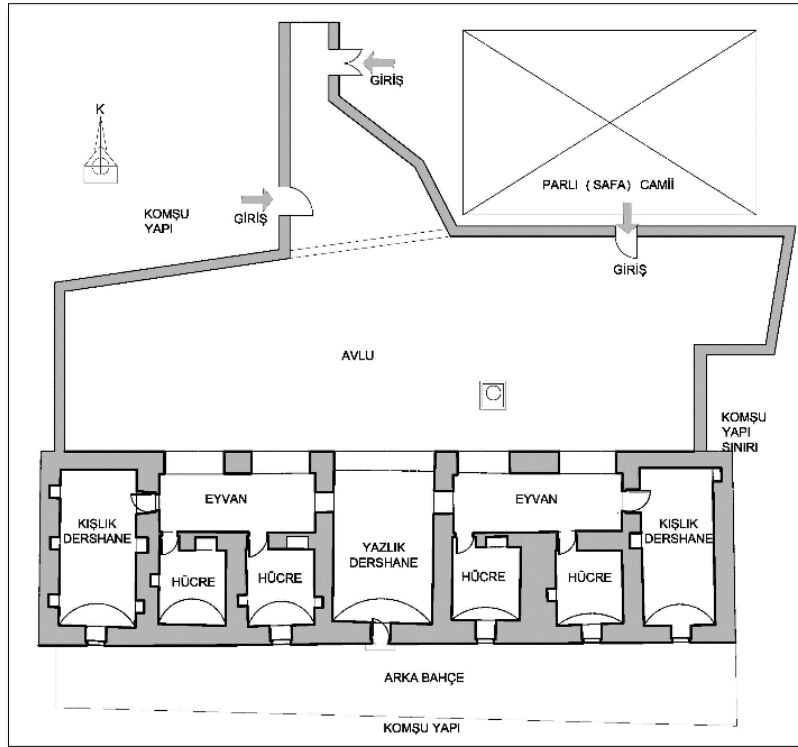 K
GİRİŞ
PARLI ( SAFA) CAMİİ
KOMŞU
YAPI
GİRİŞ
GİRİŞ
AVLU
KOMŞU
YAPI
SINIRI
KIŞLIK
DERSHANE
EYVAN
HÜCRE
HÜCRE
YAZLIK
DERSHANE
EYVAN
HÜCRE
HÜCRE
KIŞLIK
DERSHANE
ARKA BAHÇE
KOMŞU YAPI